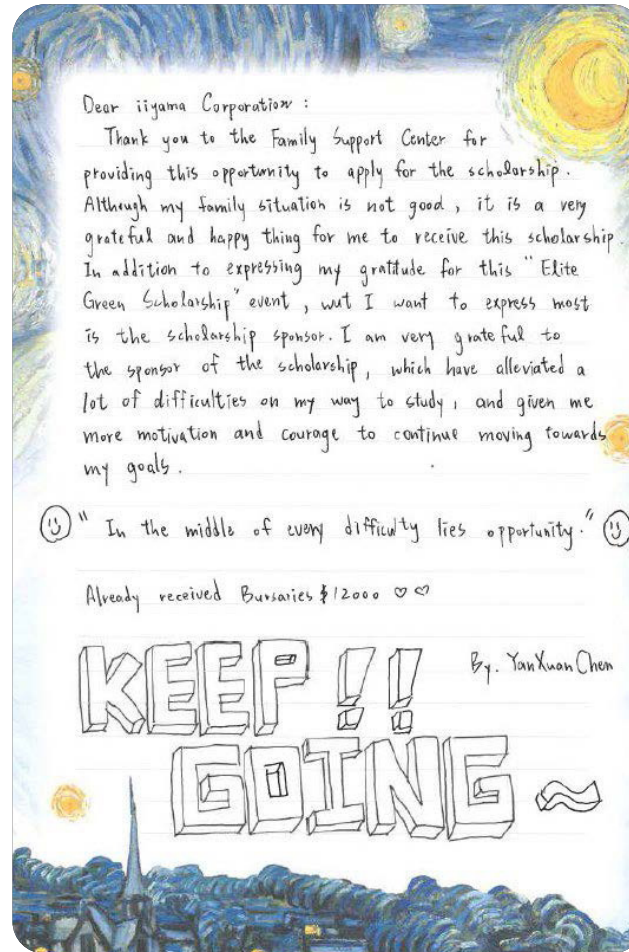 Dear iiyama Corporation :
Thank you to the Family Support Center for
providing this opportunity to apply for the scholarship.
Although my family situation is not good, it is a very
grateful and happy thing for me to receive this scholarship.
In addition to expressing my gratitude for this "Elite
Green Scholarship" event, wut I want to express most
is the scholarship sponsor. I am very grateful to
the sponsor of the scholarship, which have alleviated a
lot of difficulties on my way to study, and given me
more motivation and courage to continue moving towards
my goals.
"In the middle of every difficulty lies opportunity."
Already received Bursaries $12000 ♡ ♡
KEEP!!
By. YanXuan Chen
GOING~